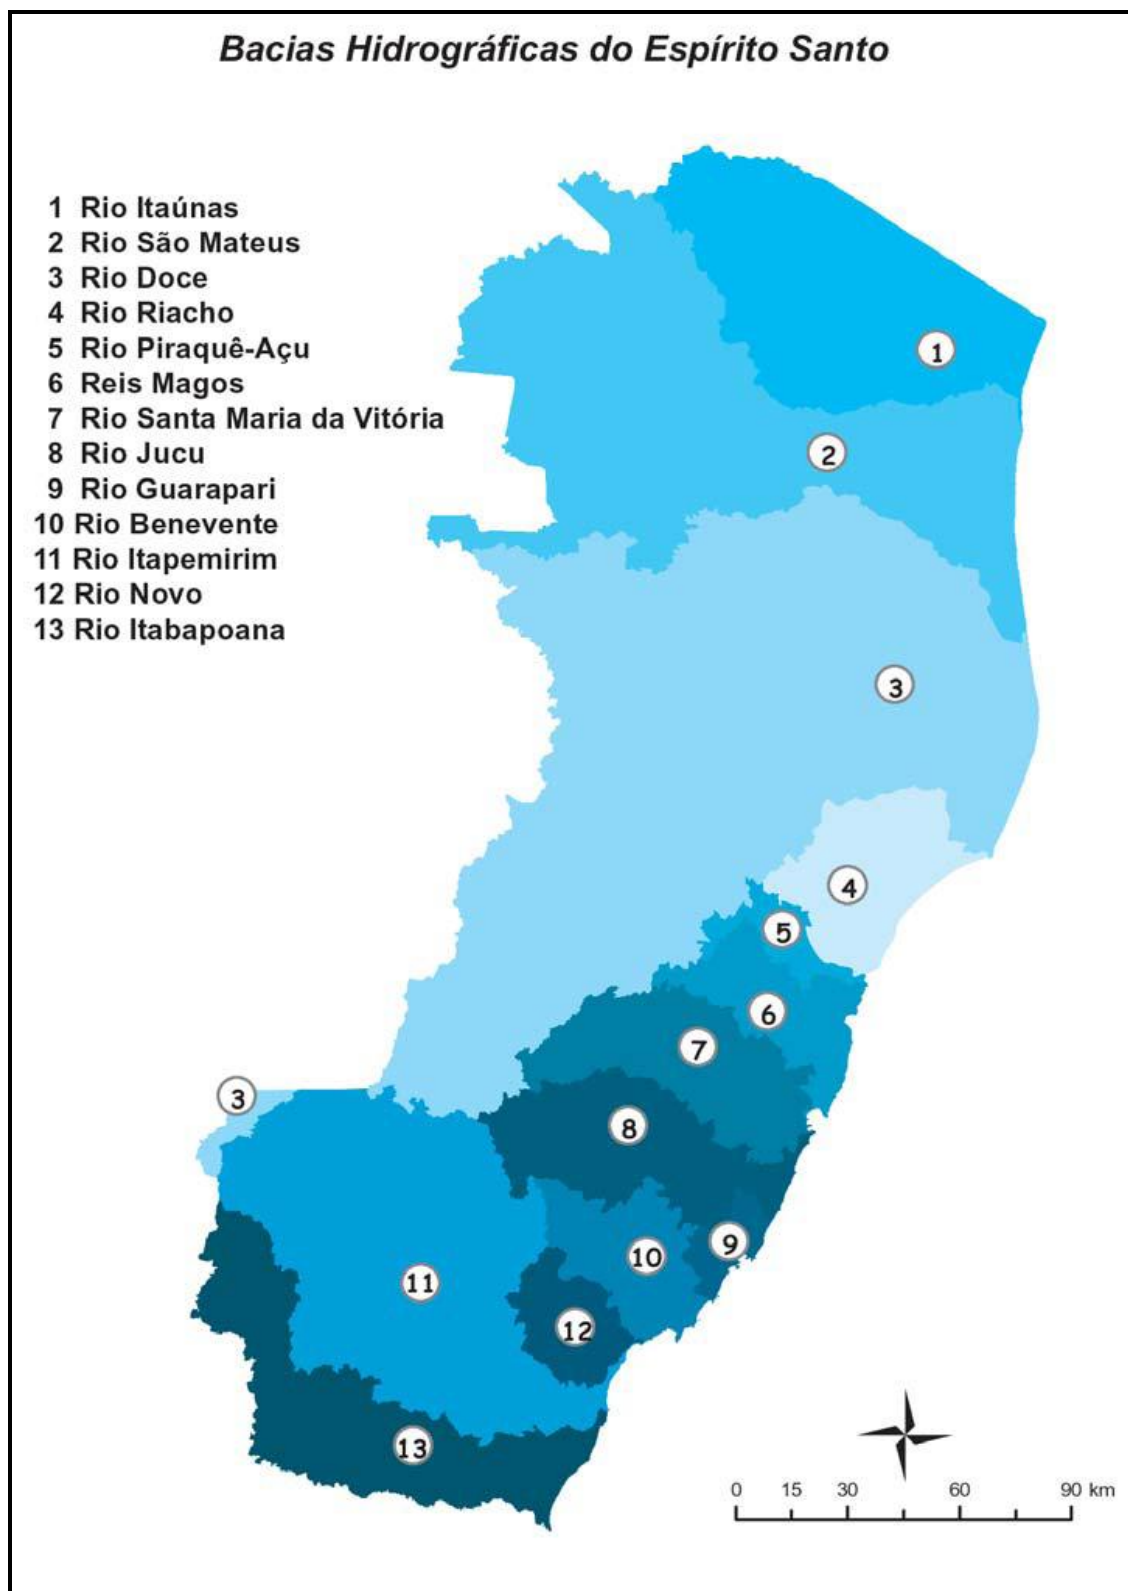 Bacias Hidrográficas do Espírito Santo
1 Rio Itaúnas
2 Rio São Mateus
3 Rio Doce
4 Rio Riacho
5 Rio Piraquê-Açu
6 Reis Magos
7 Rio Santa Maria da Vitória
8 Rio Jucu
9 Rio Guarapari
10 Rio Benevente
11 Rio Itapemirim
12 Rio Novo
13 Rio Itabapoana
1
2
3
4
5
6
7
3
8
9
10
11
12
13
0 15 30 60 90 km